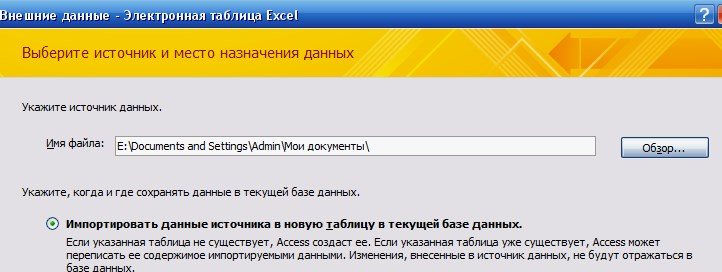 Внешние данные - Электронная таблица Excel
Выберите источник и место назначения данных
Укажите источник данных.
Имя файла: E:\Documents and Settings\Admin\Мои документы\ Обзор...
Укажите, когда и где сохранять данные в текущей базе данных.
Импортировать данные источника в новую таблицу в текущей базе данных.
Если указанная таблица не существует, Access создаст ее. Если указанная таблица уже существует, Access может
переписать ее содержимое импортируемыми данными. Изменения, внесенные в источник данных, не будут отражаться в
базе данных.